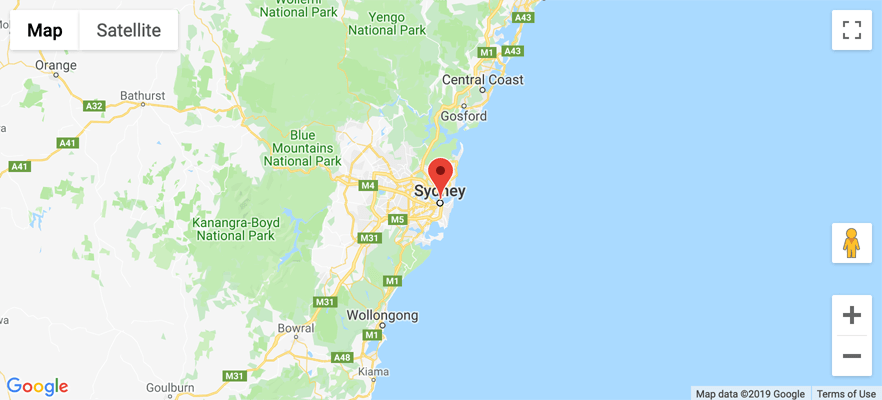 Wollemi
National Park
Yengo
National Park
A43
Map
Satellite
M1
A43
Orange
Central Coast
Bathurst
A32
Gosford
A41
Blue
Mountains
National Park
A41
M4
Sydney
Kanangra-Boyd
National Park
M5
M31
M1
M31
Wollongong
Bowral
M1
A48
Kiama
M31
Goulburn
Google
Map data ©2019 Google
Terms of Use